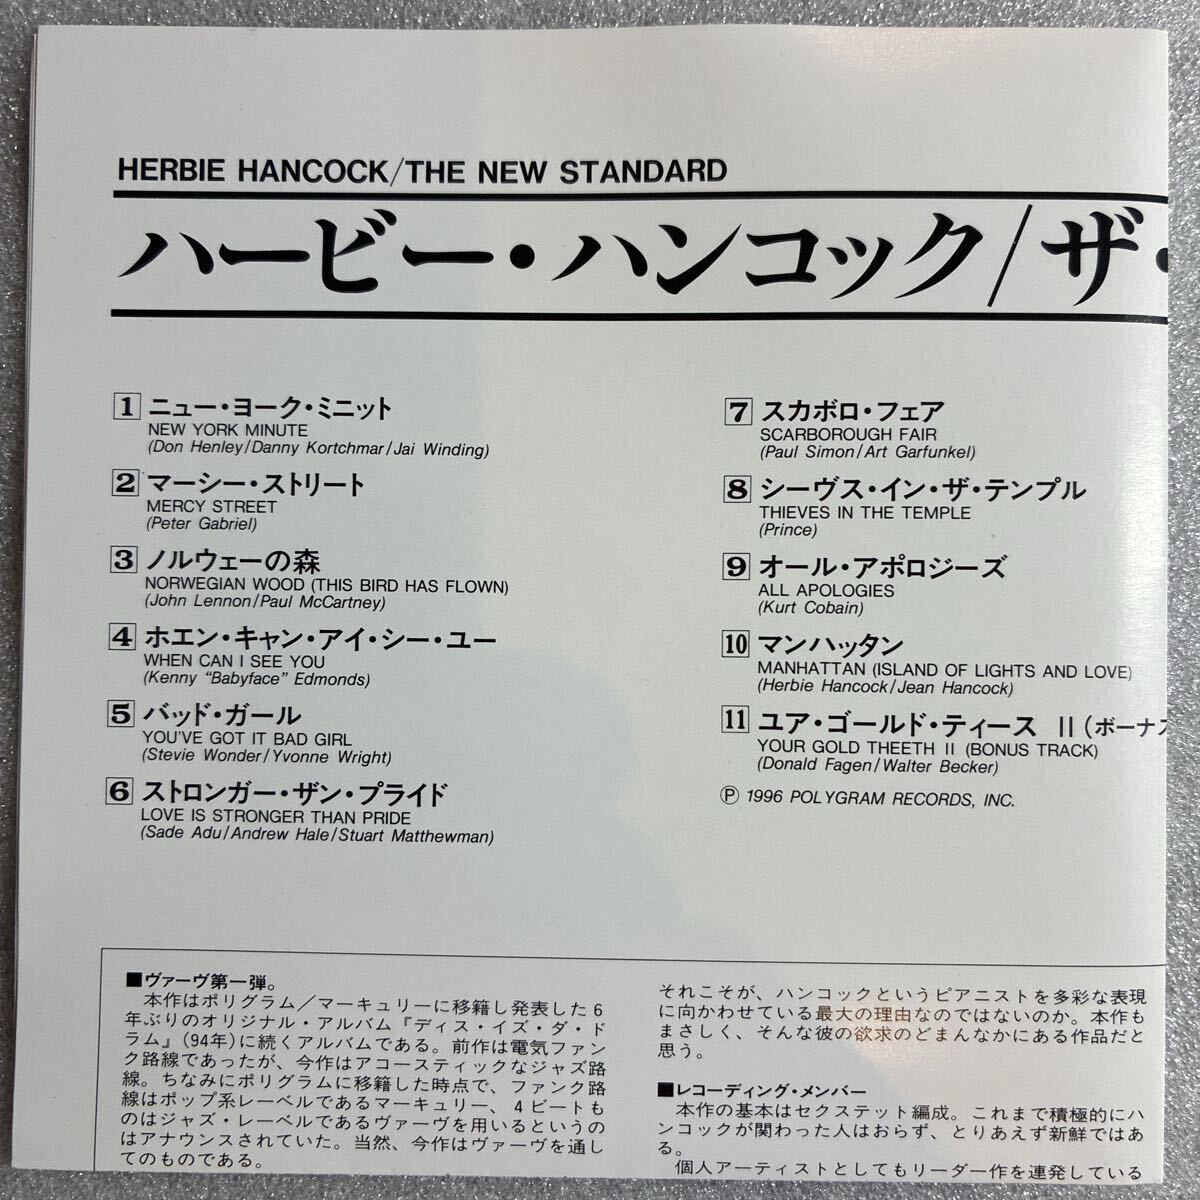 HERBIE HANCOCK/THE NEW STANDARD
ハービー・ハンコック/ザ・
1 ニュー・ヨーク・ミニット
NEW YORK MINUTE
(Don Henley/Danny Kortchmar/Jai Winding)
2 マーシー・ストリート
MERCY STREET
(Peter Gabriel)
3 ノルウェーの森
NORWEGIAN WOOD (THIS BIRD HAS FLOWN)
(John Lennon/Paul McCartney)
4 ホエン・キャン・アイ・シー・ユー
WHEN CAN I SEE YOU
(Kenny “Babyface” Edmonds)
5 バッド・ガール
YOU'VE GOT IT BAD GIRL
(Stevie Wonder/Yvonne Wright)
6 ストロンガー・ザン・プライド
LOVE IS STRONGER THAN PRIDE
(Sade Adu/Andrew Hale/Stuart Matthewman)
7 スカボロ・フェア
SCARBOROUGH FAIR
(Paul Simon/Art Garfunkel)
8 シーヴス・イン・ザ・テンプル
THIEVES IN THE TEMPLE
(Prince)
9 オール・アポロジーズ
ALL APOLOGIES
(Kurt Cobain)
10 マンハッタン
MANHATTAN (ISLAND OF LIGHTS AND LOVE)
(Herbie Hancock/Jean Hancock)
11 ユア・ゴールド・ティース II (ボーナス
YOUR GOLD THEETH II (BONUS TRACK)
(Donald Fagen/Walter Becker)
Ⓟ 1996 POLYGRAM RECORDS, INC.
■ヴァーヴ第一弾。
本作はポリグラム／マーキュリーに移籍し発表した6
年ぶりのオリジナル・アルバム『ディス・イズ・ダ・ド
ラム』(94年)に続くアルバムである。前作は電気ファン
ク路線であったが、今作はアコースティックなジャズ路
線。ちなみにポリグラムに移籍した時点で、ファンク路
線はポップ系レーベルであるマーキュリー、4ビートも
のはジャズ・レーベルであるヴァーヴを用いるというの
はアナウンスされていた。当然、今作はヴァーヴを通し
てのものである。
それこそが、ハンコックというピアニストを多彩な表現
に向かわせている最大の理由なのではないのか。本作も
まさしく、そんな彼の欲求のどまんなかにある作品だと
思う。
■レコーディング・メンバー
本作の基本はセクステット編成。これまで積極的にハ
ンコックが関わった人はおらず、とりあえず新鮮ではあ
る。
個人アーティストとしてもリーダー作を連発している